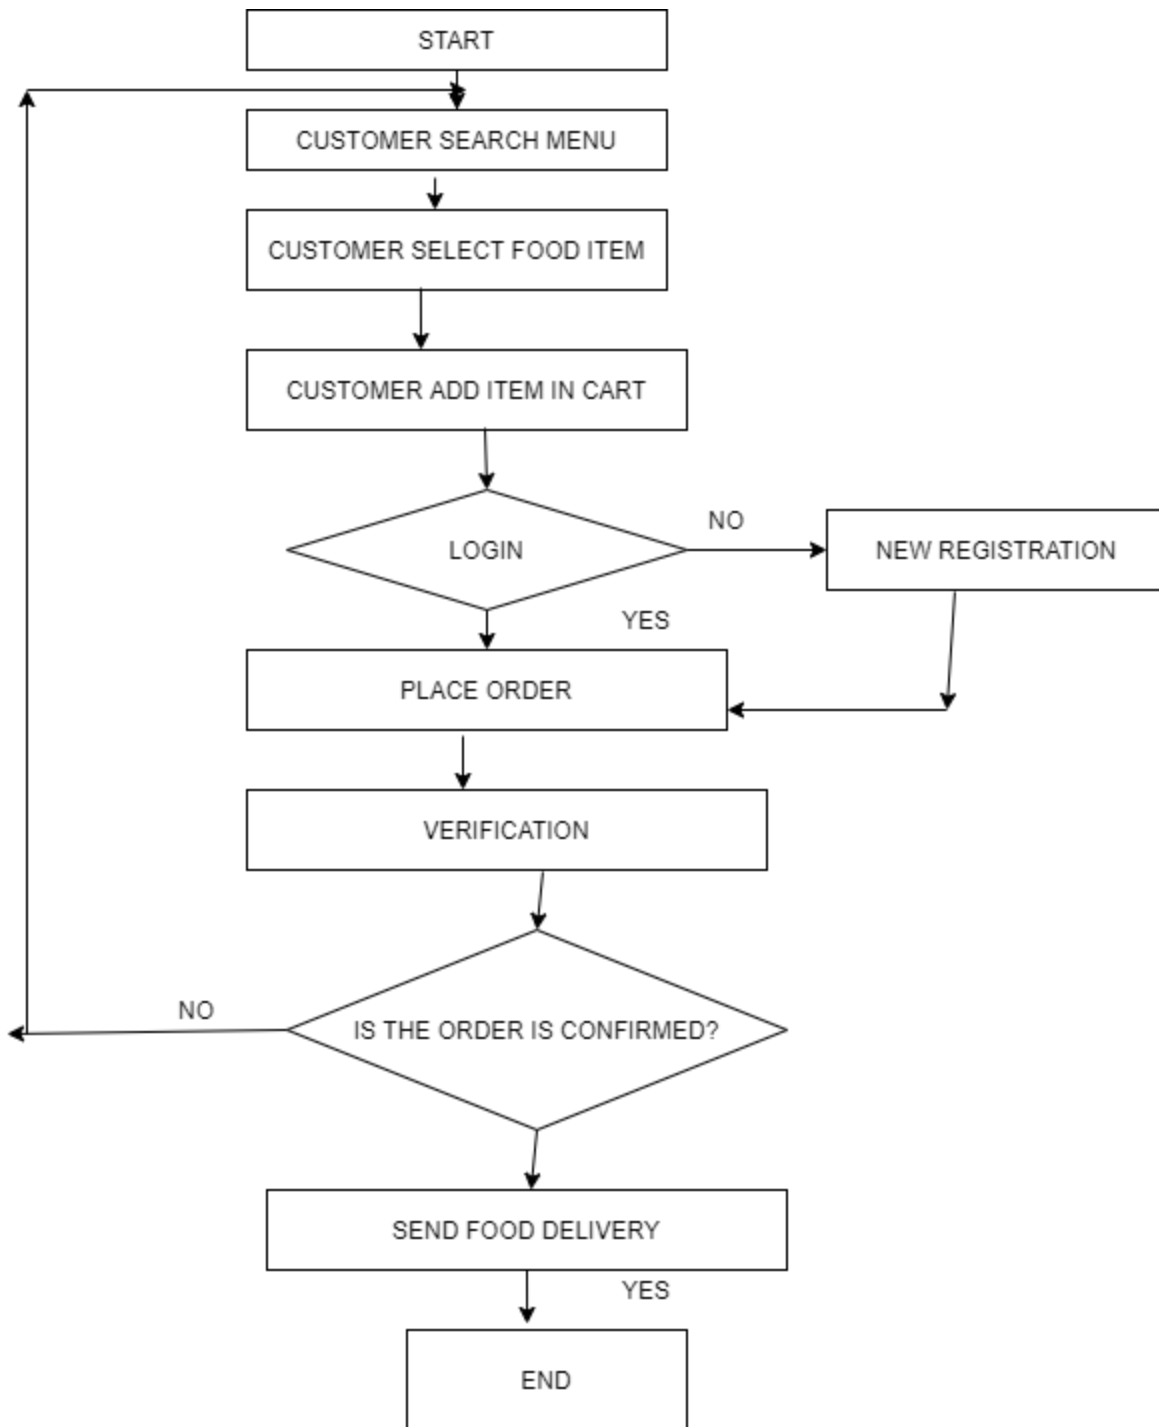 START
CUSTOMER SEARCH MENU
CUSTOMER SELECT FOOD ITEM
CUSTOMER ADD ITEM IN CART
NO
LOGIN
NEW REGISTRATION
YES
PLACE ORDER
VERIFICATION
NO
IS THE ORDER IS CONFIRMED?
SEND FOOD DELIVERY
YES
END